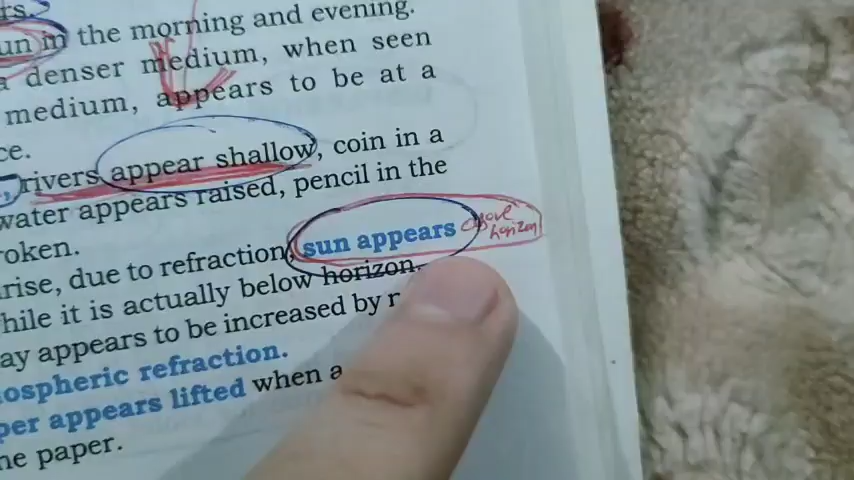 rs.
un in the morning and evening.
a denser medium, when seen
medium, appears to be at a
ce.
rivers appear shallow, coin in a
water appears raised, pencil in the
roken.
rise, due to refraction, sun appears above horizon
hile it is actually below horizon.
ay appears to be increased by
ospheric refraction.
per appears lifted when a
he paper.